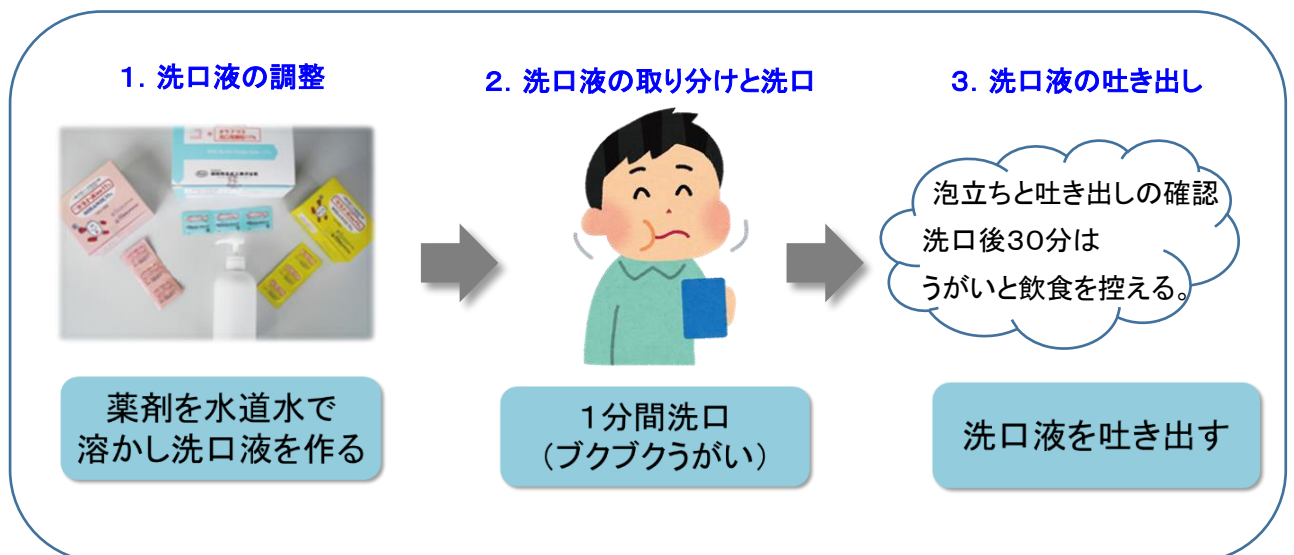 1. 洗口液の調整
2. 洗口液の取り分けと洗口
3. 洗口液の吐き出し
泡立ちと吐き出しの確認
洗口後30分は
うがいと飲食を控える。
薬剤を水道水で
溶かし洗口液を作る
1分間洗口
(ブクブクうがい)
洗口液を吐き出す